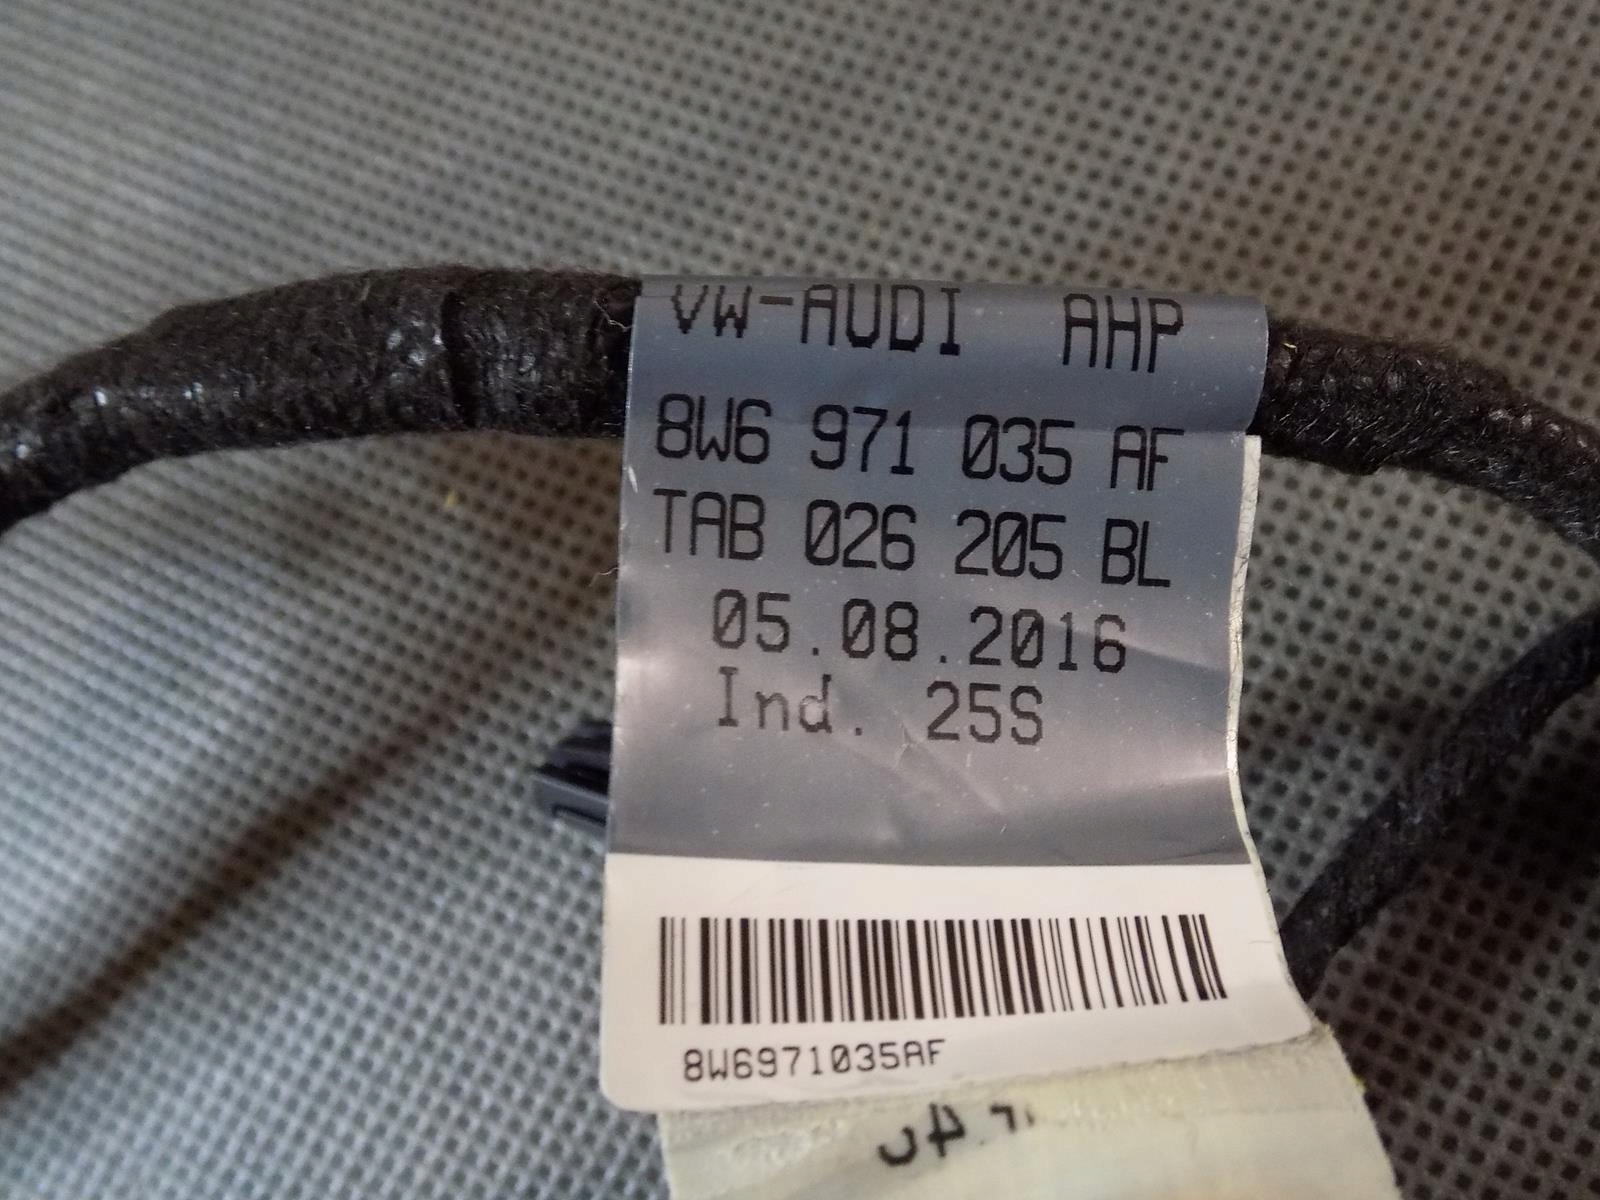 VW-AUDI AHP
8W6 971 035 AF
TAB 026 205 BL
05.08.2016
Ind. 25S
8W6971035AF